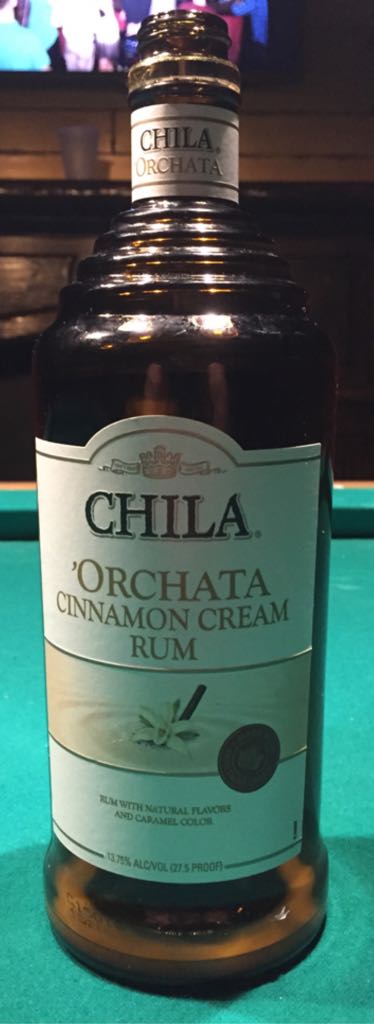 CHILA®
ORCHATA
CHILA®
'ORCHATA
CINNAMON CREAM
RUM
RUM WITH NATURAL FLAVORS
AND CARAMEL COLOR
13.75% ALC/VOL (27.5 PROOF)